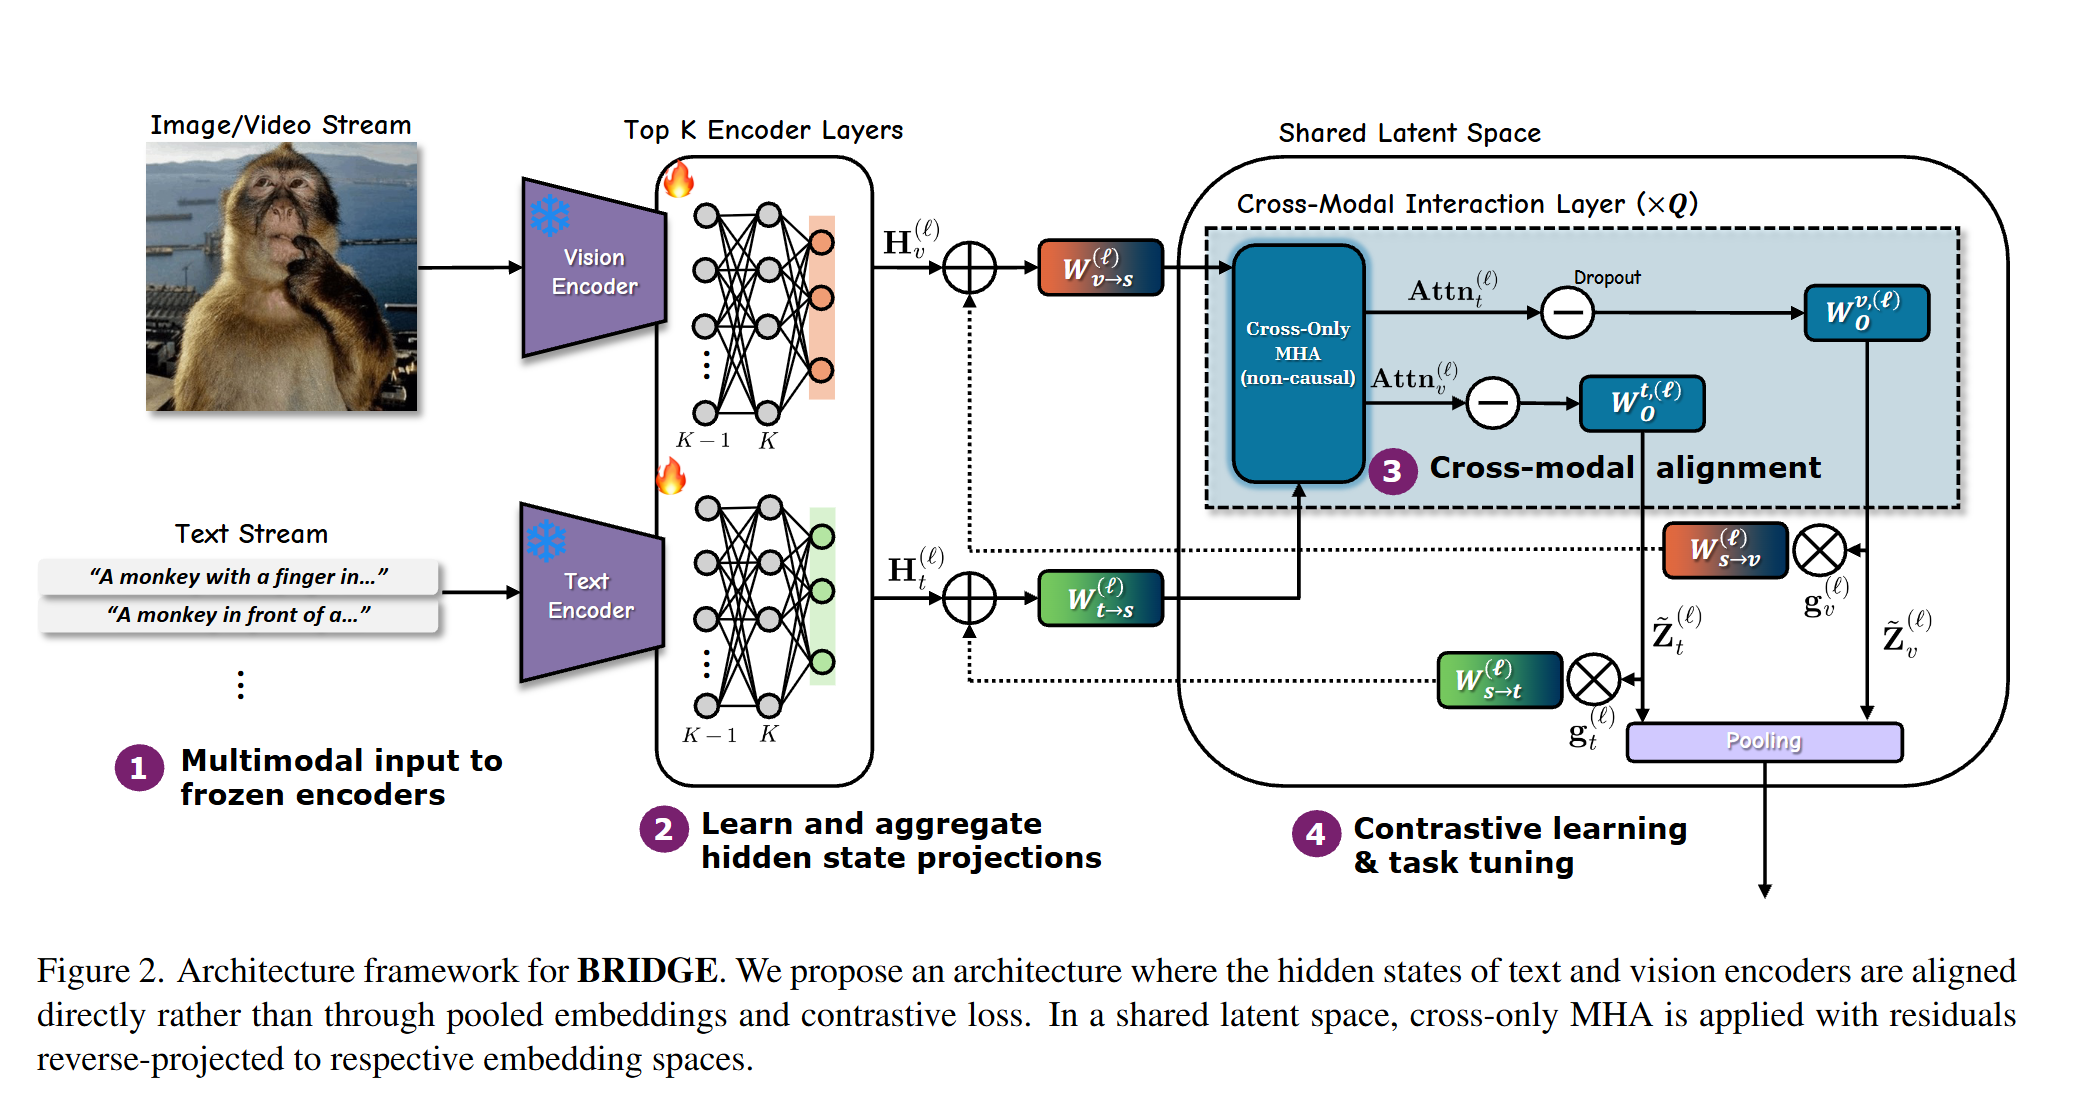 Image/Video Stream
Top K Encoder Layers
Shared Latent Space
Cross-Modal Interaction Layer (×Q)
Vision
Encoder
H_v^(ℓ)
W_{v→s}^(ℓ)
Cross-Only
MHA
(non-causal)
Attn_t^(ℓ)
Dropout
W_O^{v,(ℓ)}
Attn_v^(ℓ)
W_O^{t,(ℓ)}
K − 1
K
3 Cross-modal alignment
Text Stream
“A monkey with a finger in...”
“A monkey in front of a...”
Text
Encoder
H_t^(ℓ)
W_{t→s}^(ℓ)
W_{s→v}^(ℓ)
g_v^(ℓ)
Z̃_t^(ℓ)
Z̃_v^(ℓ)
W_{s→t}^(ℓ)
g_t^(ℓ)
K − 1
K
Pooling
1 Multimodal input to
frozen encoders
2 Learn and aggregate
hidden state projections
4 Contrastive learning
& task tuning
Figure 2. Architecture framework for BRIDGE. We propose an architecture where the hidden states of text and vision encoders are aligned
directly rather than through pooled embeddings and contrastive loss. In a shared latent space, cross-only MHA is applied with residuals
reverse-projected to respective embedding spaces.